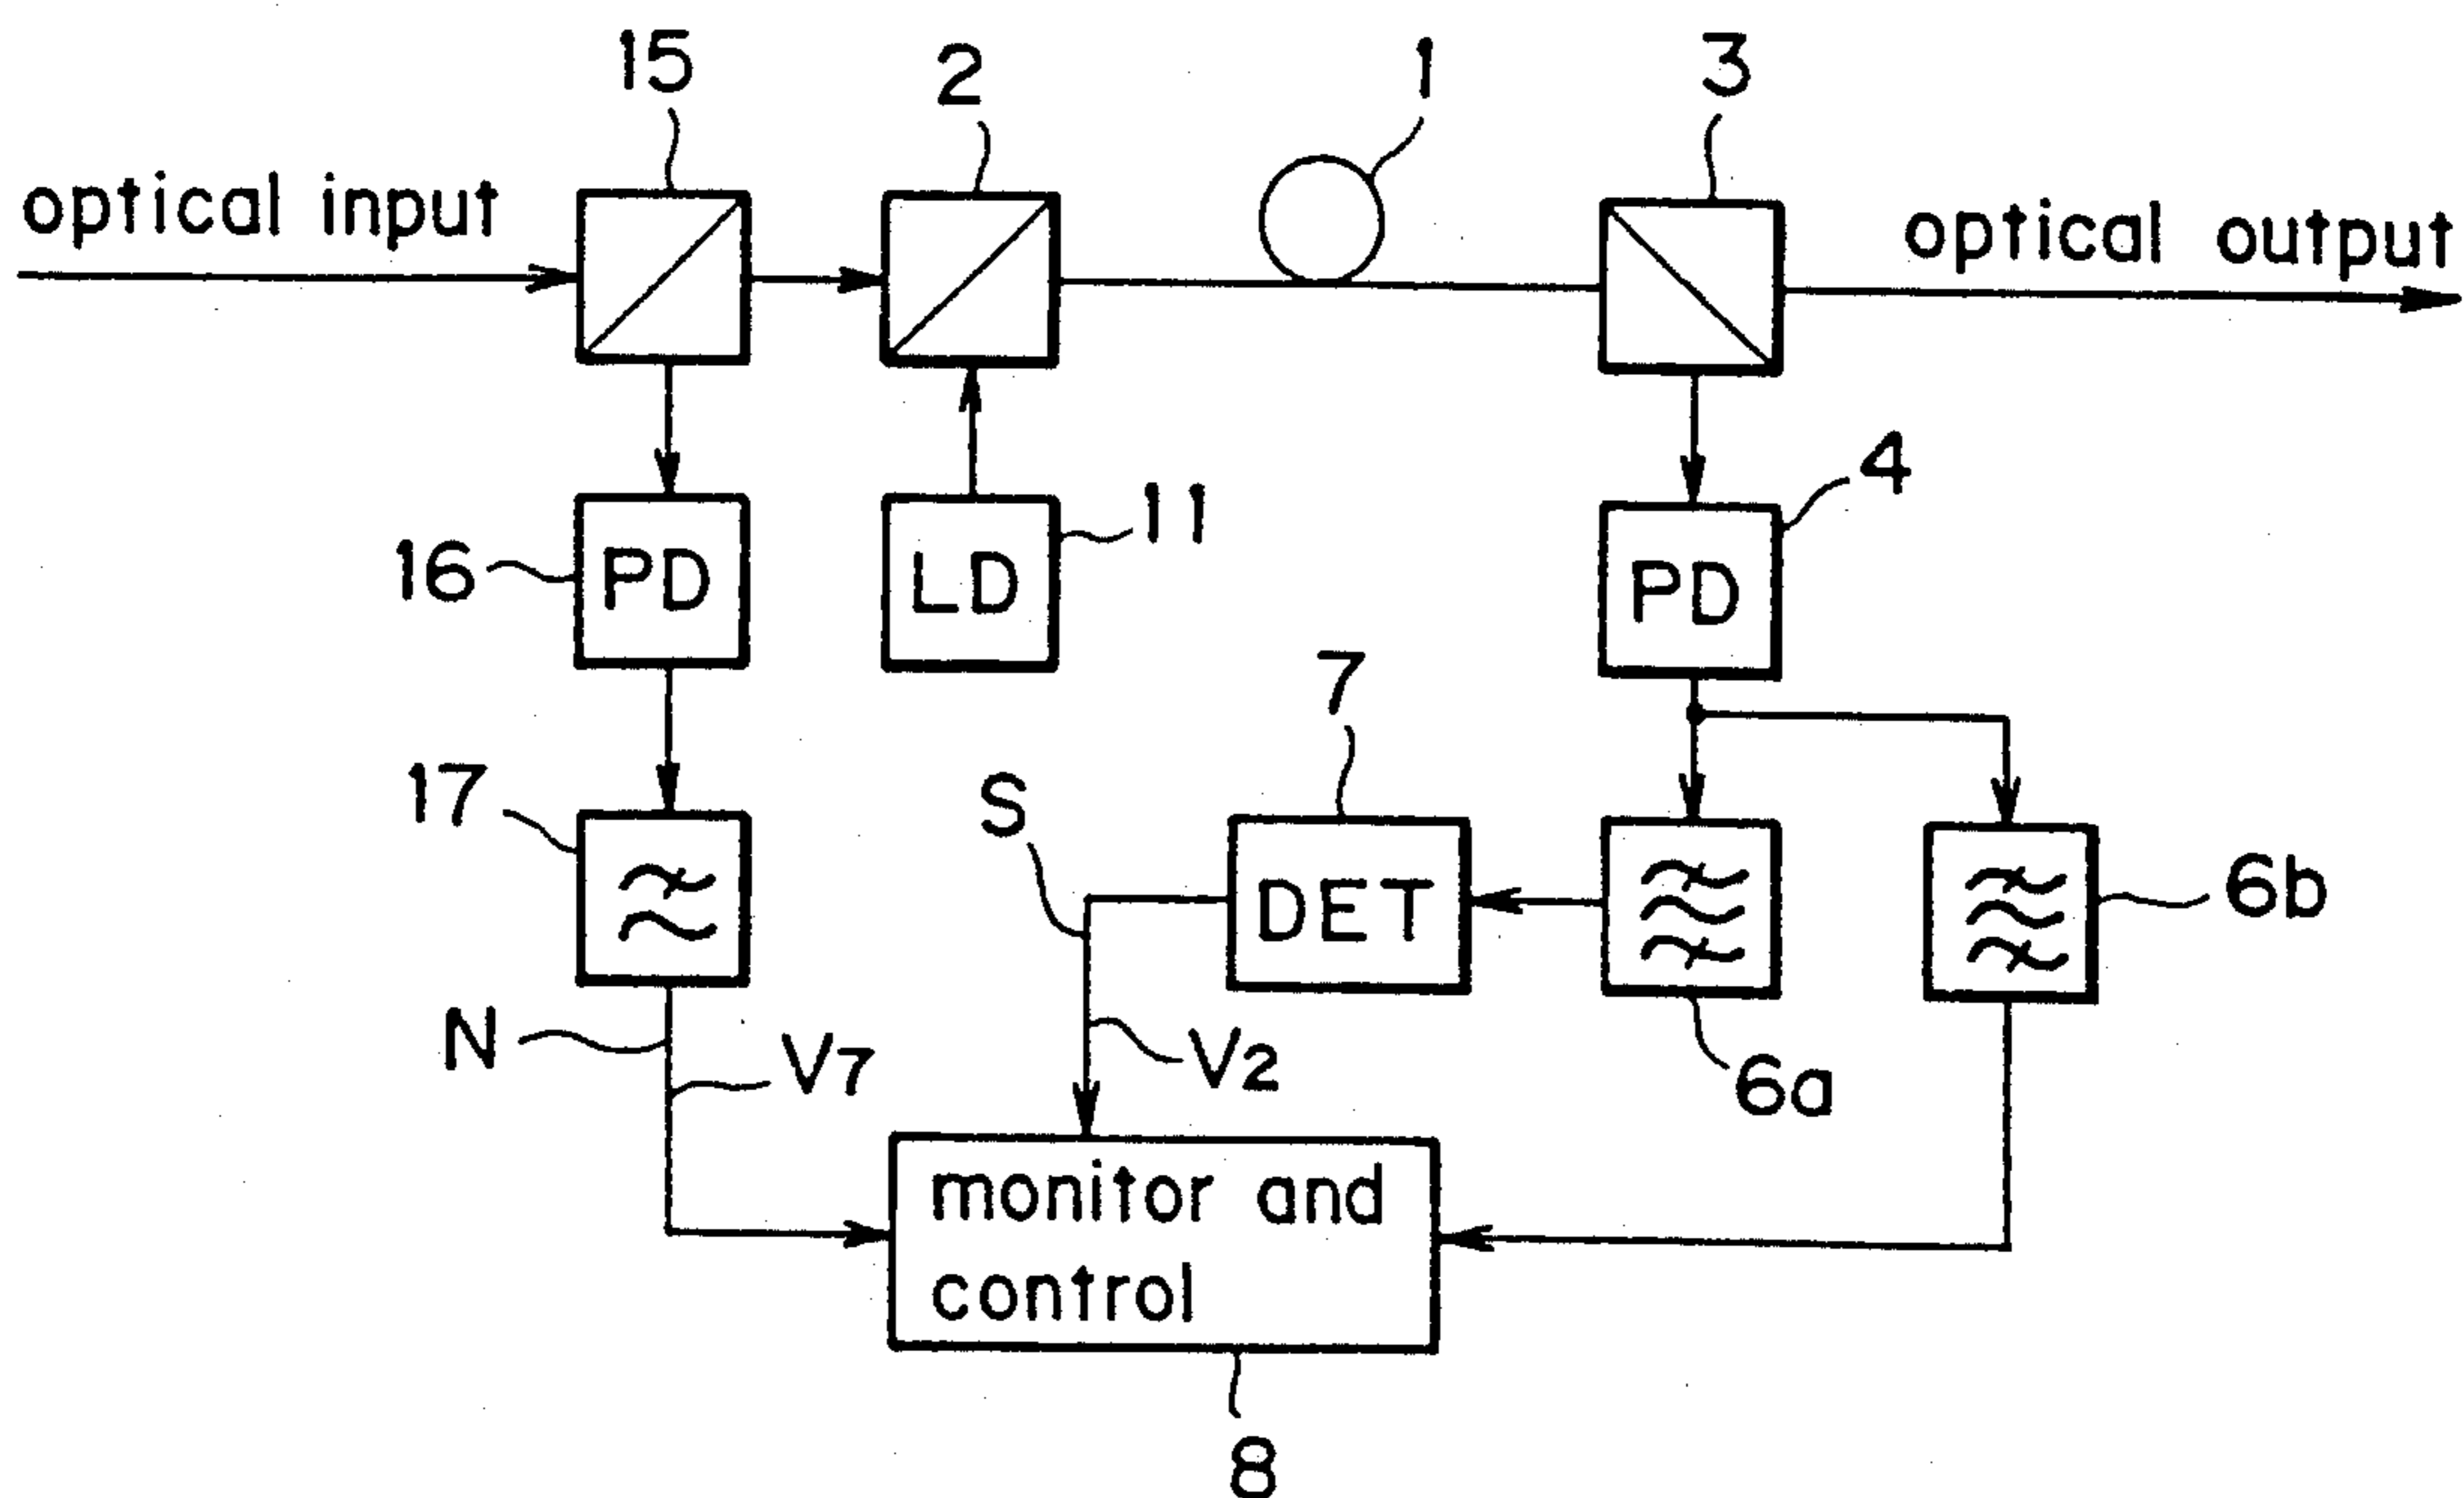 15
2
1
3
optical input
optical output
4
16
PD
LD
11
PD
7
17
S
DET
6b
N
V7
V2
6a
monitor and
control
8